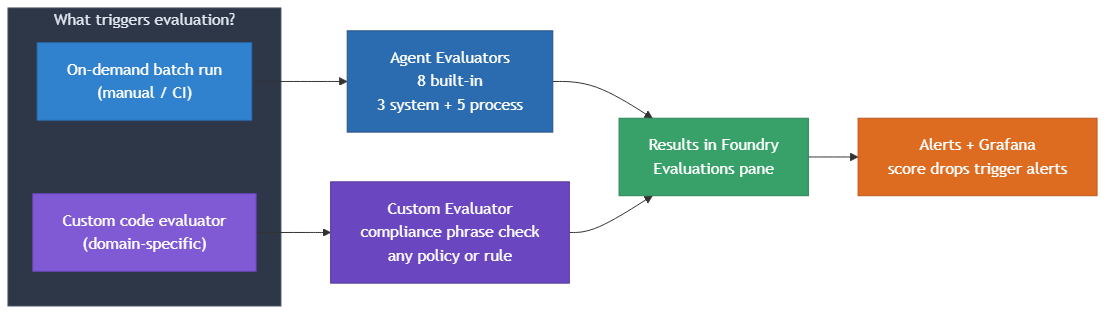 What triggers evaluation?
On-demand batch run
(manual / CI)
Agent Evaluators
8 built-in
3 system + 5 process
Custom code evaluator
(domain-specific)
Custom Evaluator
compliance phrase check
any policy or rule
Results in Foundry
Evaluations pane
Alerts + Grafana
score drops trigger alerts